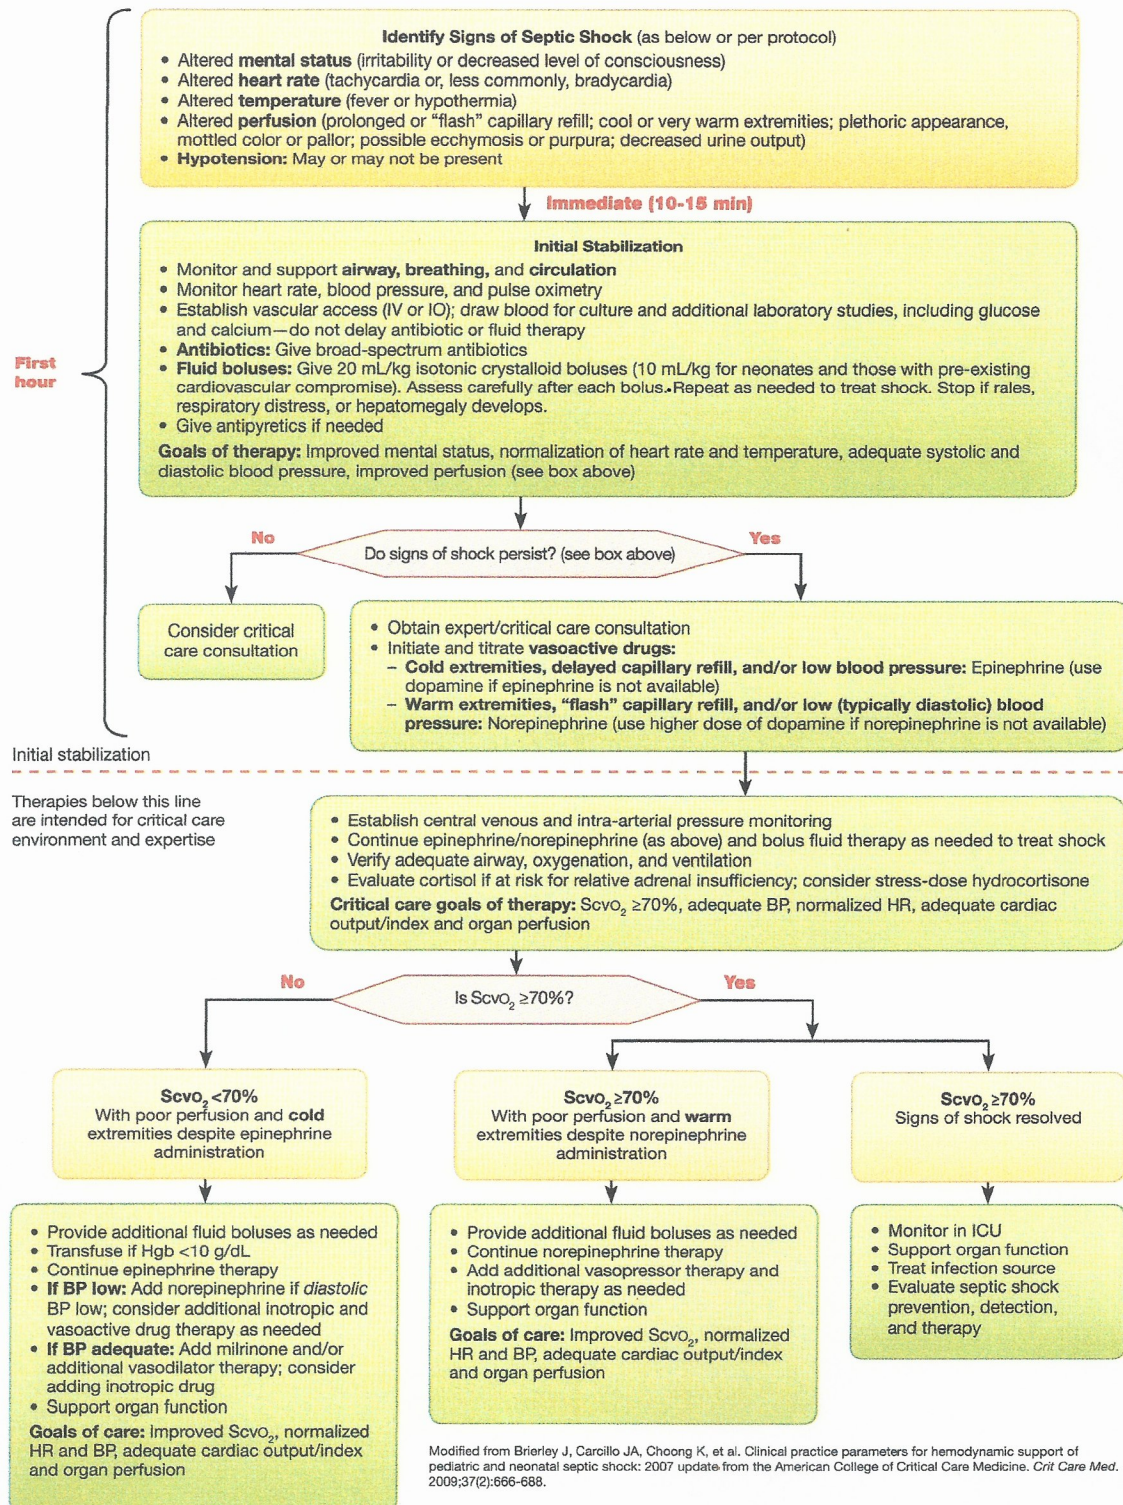 Identify Signs of Septic Shock (as below or per protocol)
• Altered mental status (irritability or decreased level of consciousness)
• Altered heart rate (tachycardia or, less commonly, bradycardia)
• Altered temperature (fever or hypothermia)
• Altered perfusion (prolonged or "flash" capillary refill; cool or very warm extremities; plethoric appearance,
mottled color or pallor; possible ecchymosis or purpura; decreased urine output)
• Hypotension: May or may not be present
Immediate (10-15 min)
Initial Stabilization
• Monitor and support airway, breathing, and circulation
• Monitor heart rate, blood pressure, and pulse oximetry
• Establish vascular access (IV or IO); draw blood for culture and additional laboratory studies, including glucose
and calcium—do not delay antibiotic or fluid therapy
• Antibiotics: Give broad-spectrum antibiotics
• Fluid boluses: Give 20 mL/kg isotonic crystalloid boluses (10 mL/kg for neonates and those with pre-existing
cardiovascular compromise). Assess carefully after each bolus. Repeat as needed to treat shock. Stop if rales,
respiratory distress, or hepatomegaly develops.
• Give antipyretics if needed
Goals of therapy: Improved mental status, normalization of heart rate and temperature, adequate systolic and
diastolic blood pressure, improved perfusion (see box above)
First
hour
No
Do signs of shock persist? (see box above)
Yes
Consider critical
care consultation
• Obtain expert/critical care consultation
• Initiate and titrate vasoactive drugs:
– Cold extremities, delayed capillary refill, and/or low blood pressure: Epinephrine (use
dopamine if epinephrine is not available)
– Warm extremities, "flash" capillary refill, and/or low (typically diastolic) blood
pressure: Norepinephrine (use higher dose of dopamine if norepinephrine is not available)
Initial stabilization
Therapies below this line
are intended for critical care
environment and expertise
• Establish central venous and intra-arterial pressure monitoring
• Continue epinephrine/norepinephrine (as above) and bolus fluid therapy as needed to treat shock
• Verify adequate airway, oxygenation, and ventilation
• Evaluate cortisol if at risk for relative adrenal insufficiency; consider stress-dose hydrocortisone
Critical care goals of therapy: Scvo₂ ≥70%, adequate BP, normalized HR, adequate cardiac
output/index and organ perfusion
No
Is Scvo₂ ≥70%?
Yes
Scvo₂ <70%
With poor perfusion and cold
extremities despite epinephrine
administration
Scvo₂ ≥70%
With poor perfusion and warm
extremities despite norepinephrine
administration
Scvo₂ ≥70%
Signs of shock resolved
• Provide additional fluid boluses as needed
• Transfuse if Hgb <10 g/dL
• Continue epinephrine therapy
• If BP low: Add norepinephrine if diastolic
BP low; consider additional inotropic and
vasoactive drug therapy as needed
• If BP adequate: Add milrinone and/or
additional vasodilator therapy; consider
adding inotropic drug
• Support organ function
Goals of care: Improved Scvo₂, normalized
HR and BP, adequate cardiac output/index
and organ perfusion
• Provide additional fluid boluses as needed
• Continue norepinephrine therapy
• Add additional vasopressor therapy and
inotropic therapy as needed
• Support organ function
Goals of care: Improved Scvo₂, normalized
HR and BP, adequate cardiac output/index
and organ perfusion
• Monitor in ICU
• Support organ function
• Treat infection source
• Evaluate septic shock
prevention, detection,
and therapy
Modified from Brierley J, Carcillo JA, Choong K, et al. Clinical practice parameters for hemodynamic support of
pediatric and neonatal septic shock: 2007 update from the American College of Critical Care Medicine. Crit Care Med.
2009;37(2):666-688.